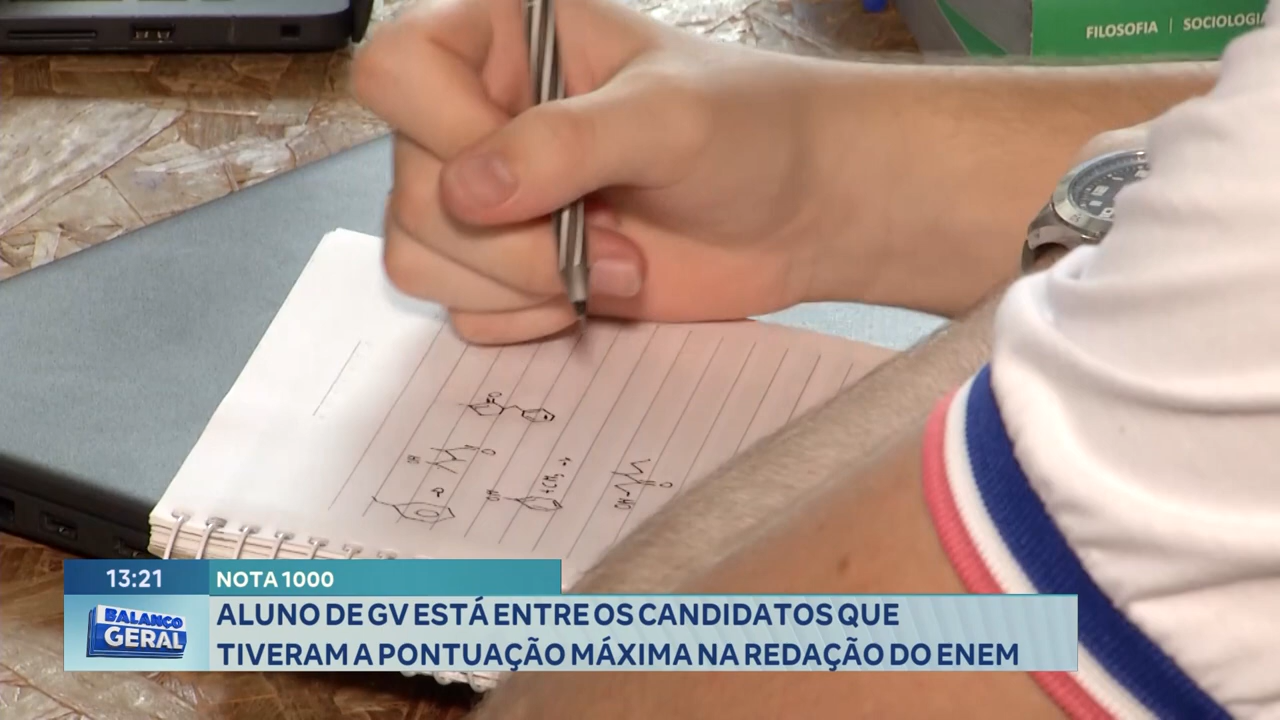 FILOSOFIA | SOCIOLOGIA
13:21
NOTA 1000
BALANÇO
GERAL
ALUNO DE GV ESTÁ ENTRE OS CANDIDATOS QUE
TIVERAM A PONTUAÇÃO MÁXIMA NA REDAÇÃO DO ENEM